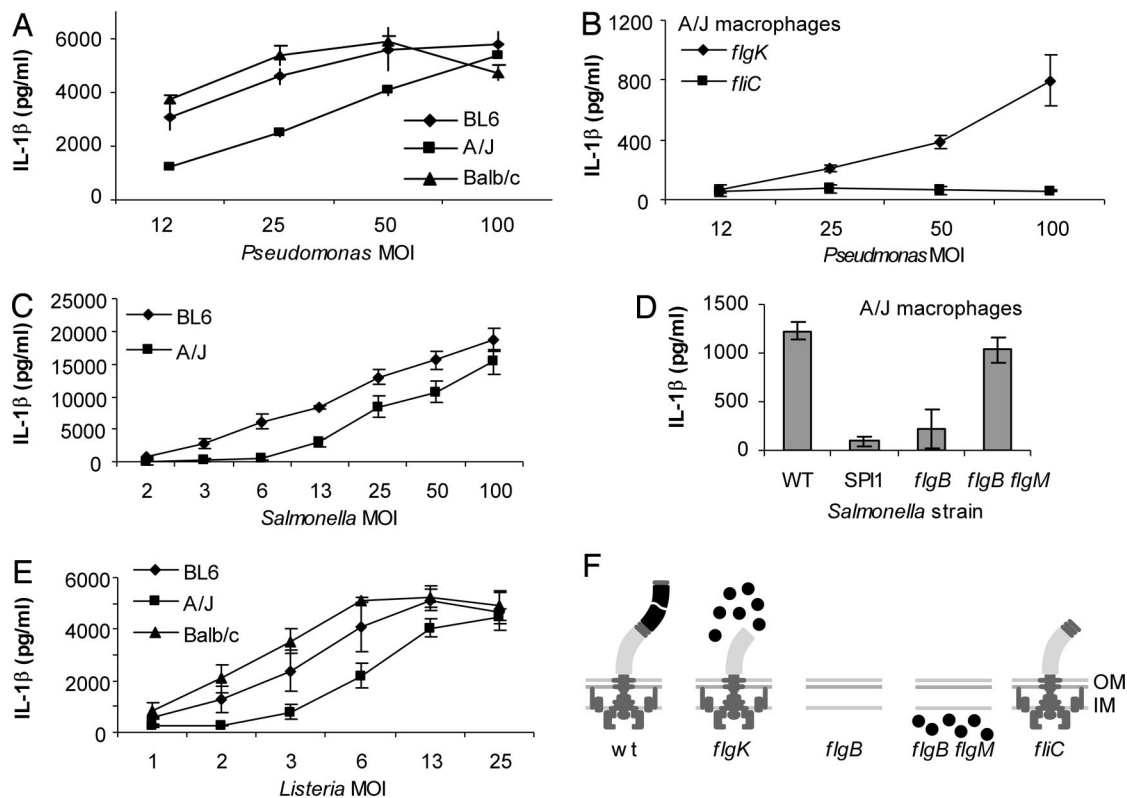 A
IL-1β (pg/ml)
6000
4000
2000
0
BL6
A/J
Balb/c
12 25 50 100
Pseudomonas MOI
B
IL-1β (pg/ml)
1200
800
400
0
A/J macrophages
flgK
fliC
12 25 50 100
Pseudmonas MOI
C
IL-1β (pg/ml)
25000
20000
15000
10000
5000
0
BL6
A/J
2 3 6 13 25 50 100
Salmonella MOI
D
IL-1β (pg/ml)
1500
1000
500
0
A/J macrophages
WT SPI1 flgB flgB flgM
Salmonella strain
E
IL-1β (pg/ml)
6000
4000
2000
0
BL6
A/J
Balb/c
1 2 3 6 13 25
Listeria MOI
F
OM
IM
wt flgK flgB flgB flgM fliC